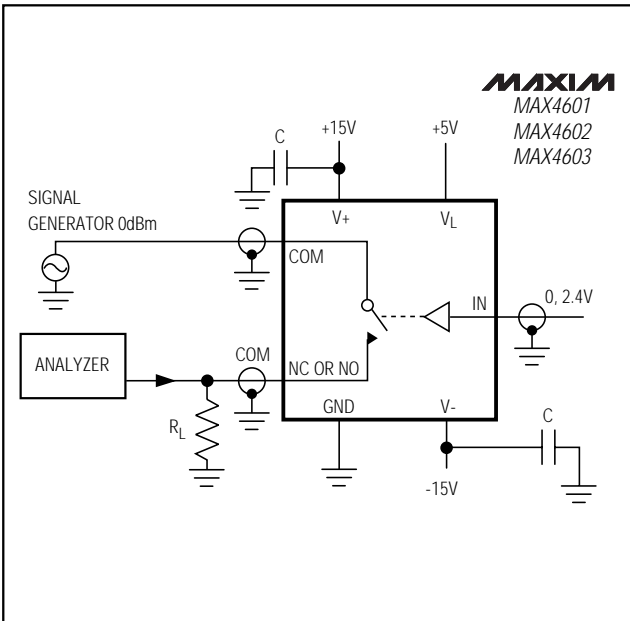 MAXIM
MAX4601
MAX4602
MAX4603
+15V
+5V
C
SIGNAL
GENERATOR 0dBm
V+
VL
COM
IN
0, 2.4V
ANALYZER
COM
NC OR NO
RL
GND
V-
C
-15V